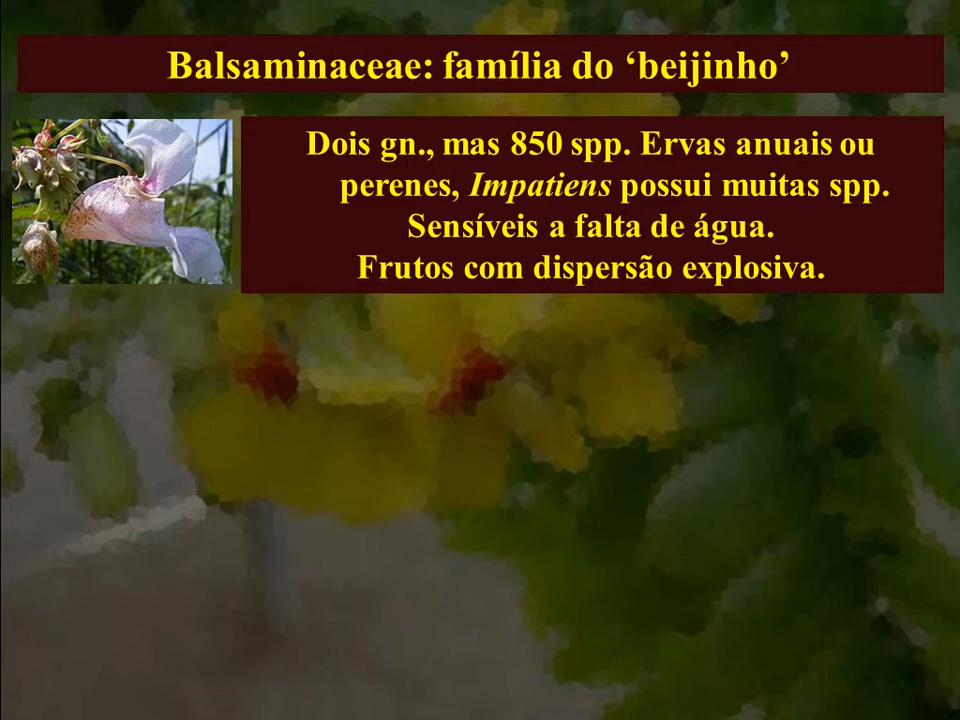 Balsaminaceae: família do ‘beijinho’
Dois gn., mas 850 spp. Ervas anuais ou
perenes, Impatiens possui muitas spp.
Sensíveis a falta de água.
Frutos com dispersão explosiva.